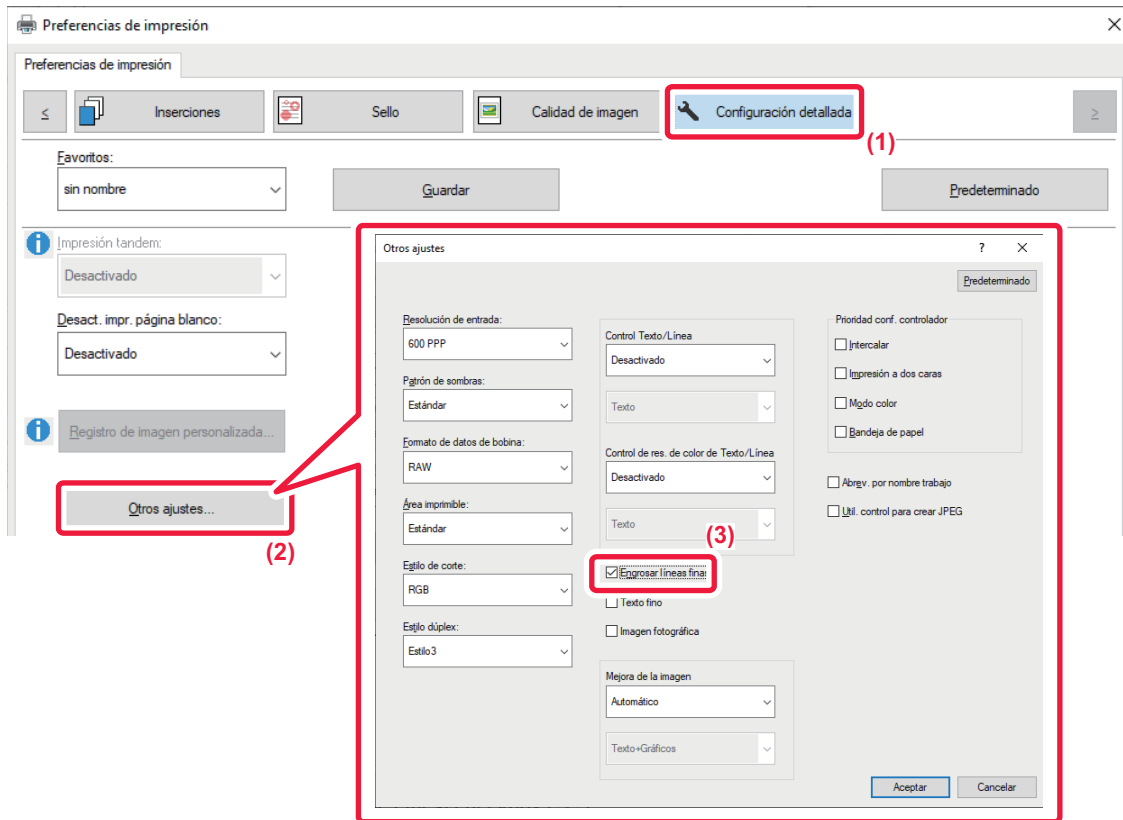 Preferencias de impresión
Preferencias de impresión
≤ Inserciones Sello Calidad de imagen Configuración detallada ≥
(1)
Favoritos:
sin nombre Guardar Predeterminado
Impresión tandem:
Desactivado
Desact. impr. página blanco:
Desactivado
Registro de imagen personalizada...
Otros ajustes...
(2)
Otros ajustes ?
Predeterminado
Resolución de entrada:
600 PPP
Patrón de sombras:
Estándar
Formato de datos de bobina:
RAW
Área imprimible:
Estándar
Estilo de corte:
RGB
Estilo dúplex:
Estilo3
Control Texto/Línea
Desactivado
Texto
Control de res. de color de Texto/Línea
Desactivado
Texto
(3)
Engrosar líneas finas
Texto fino
Imagen fotográfica
Mejora de la imagen
Automático
Texto+Gráficos
Prioridad conf. controlador
Intercalar
Impresión a dos caras
Modo color
Bandeja de papel
Abrev. por nombre trabajo
Util. control para crear JPEG
Aceptar Cancelar